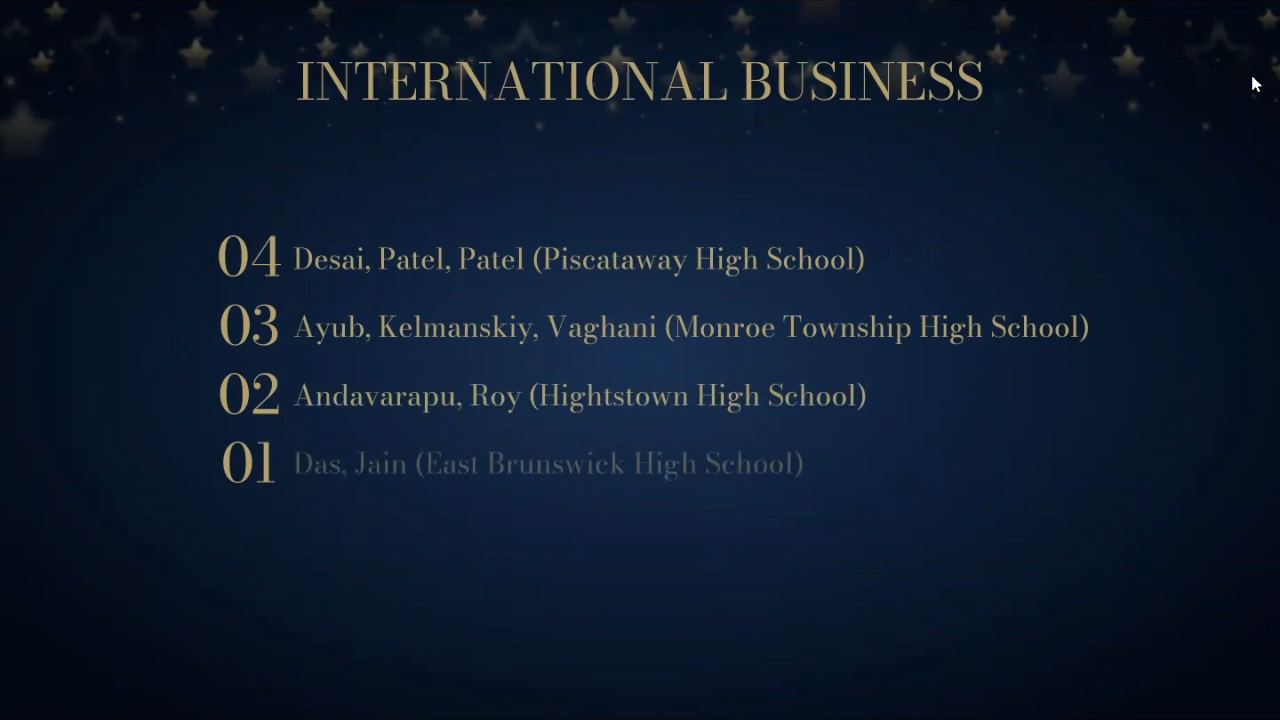 INTERNATIONAL BUSINESS
04 Desai, Patel, Patel (Piscataway High School)
03 Ayub, Kelmanskiy, Vaghani (Monroe Township High School)
02 Andavarapu, Roy (Hightstown High School)
01 Das, Jain (East Brunswick High School)